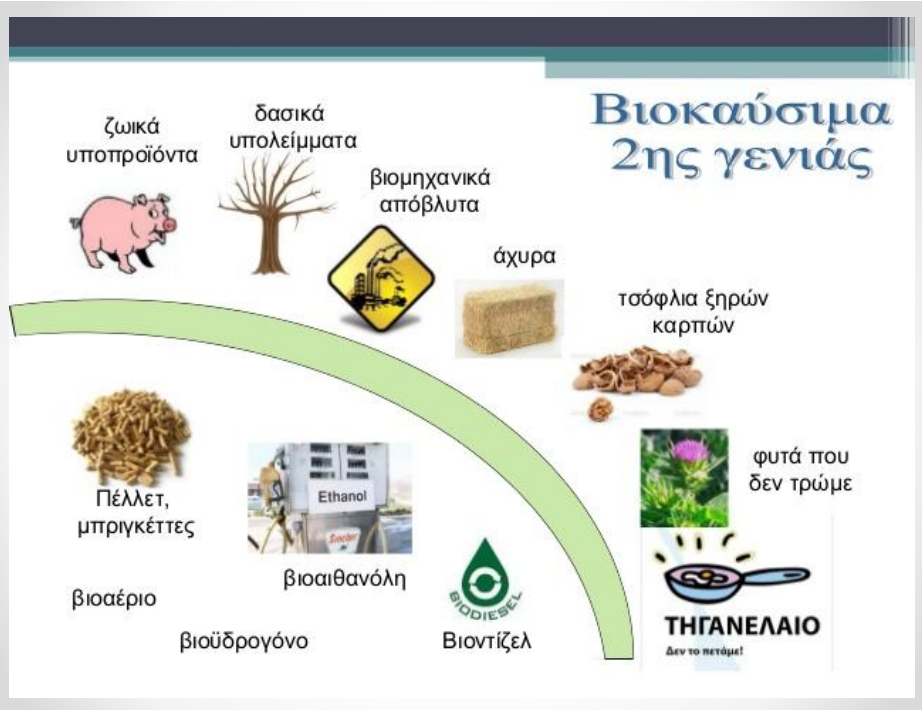 Βιοκαύσιμα
2ης γενιάς
ζωικά
υποπροϊόντα
δασικά
υπολείμματα
βιομηχανικά
απόβλυτα
άχυρα
τσόφλια ξηρών
καρπών
φυτά που
δεν τρώμε
ΤΗΓΑΝΕΛΑΙΟ
Δεν το πετάμε!
Πέλλετ,
μπριγκέττες
Ethanol
Sinclair
βιοαιθανόλη
βιοαέριο
βιοϋδρογόνο
BIODIESEL
Βιοντίζελ